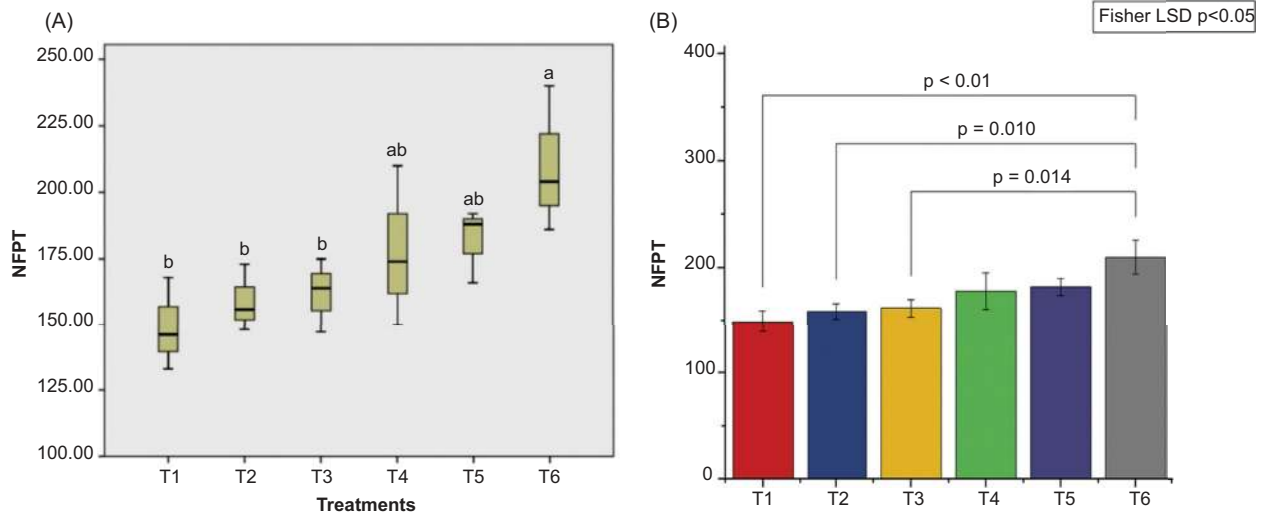 (A)
250.00
225.00
200.00
175.00
150.00
125.00
100.00
NFPT
b
b
b
ab
ab
a
T1 T2 T3 T4 T5 T6
Treatments
(B)
Fisher LSD p<0.05
400
300
200
100
0
NFPT
p < 0.01
p = 0.010
p = 0.014
T1 T2 T3 T4 T5 T6